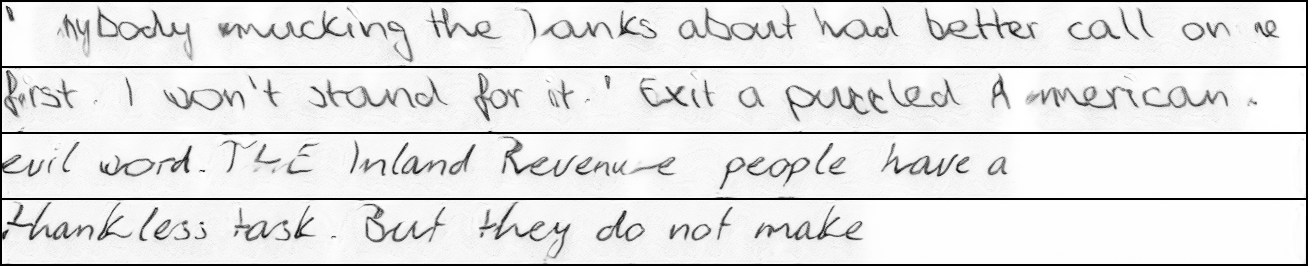 ' nybody mucking the Yanks about had better call on me
first. I won't stand for it.' Exit a puzzled American.
evil word. THE Inland Revenue people have a
thankless task. But they do not make